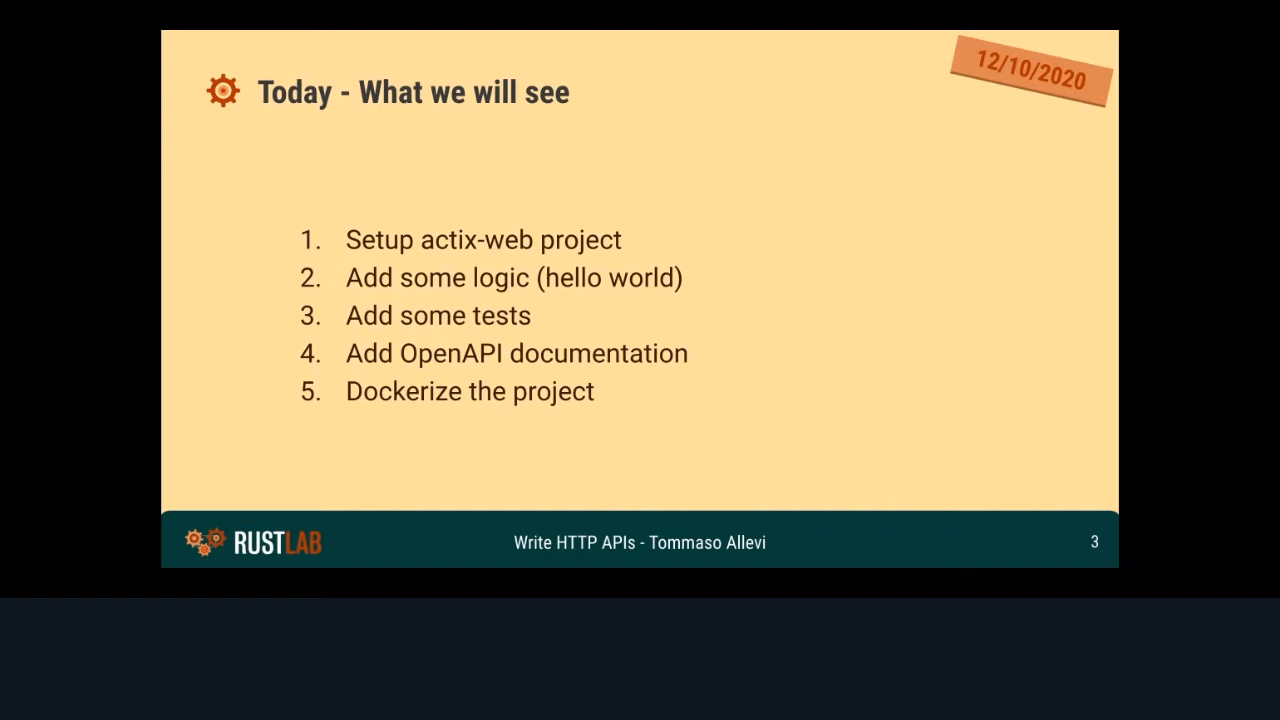 12/10/2020
Today - What we will see
1. Setup actix-web project
2. Add some logic (hello world)
3. Add some tests
4. Add OpenAPI documentation
5. Dockerize the project
RUSTLAB
Write HTTP APIs - Tommaso Allevi
3